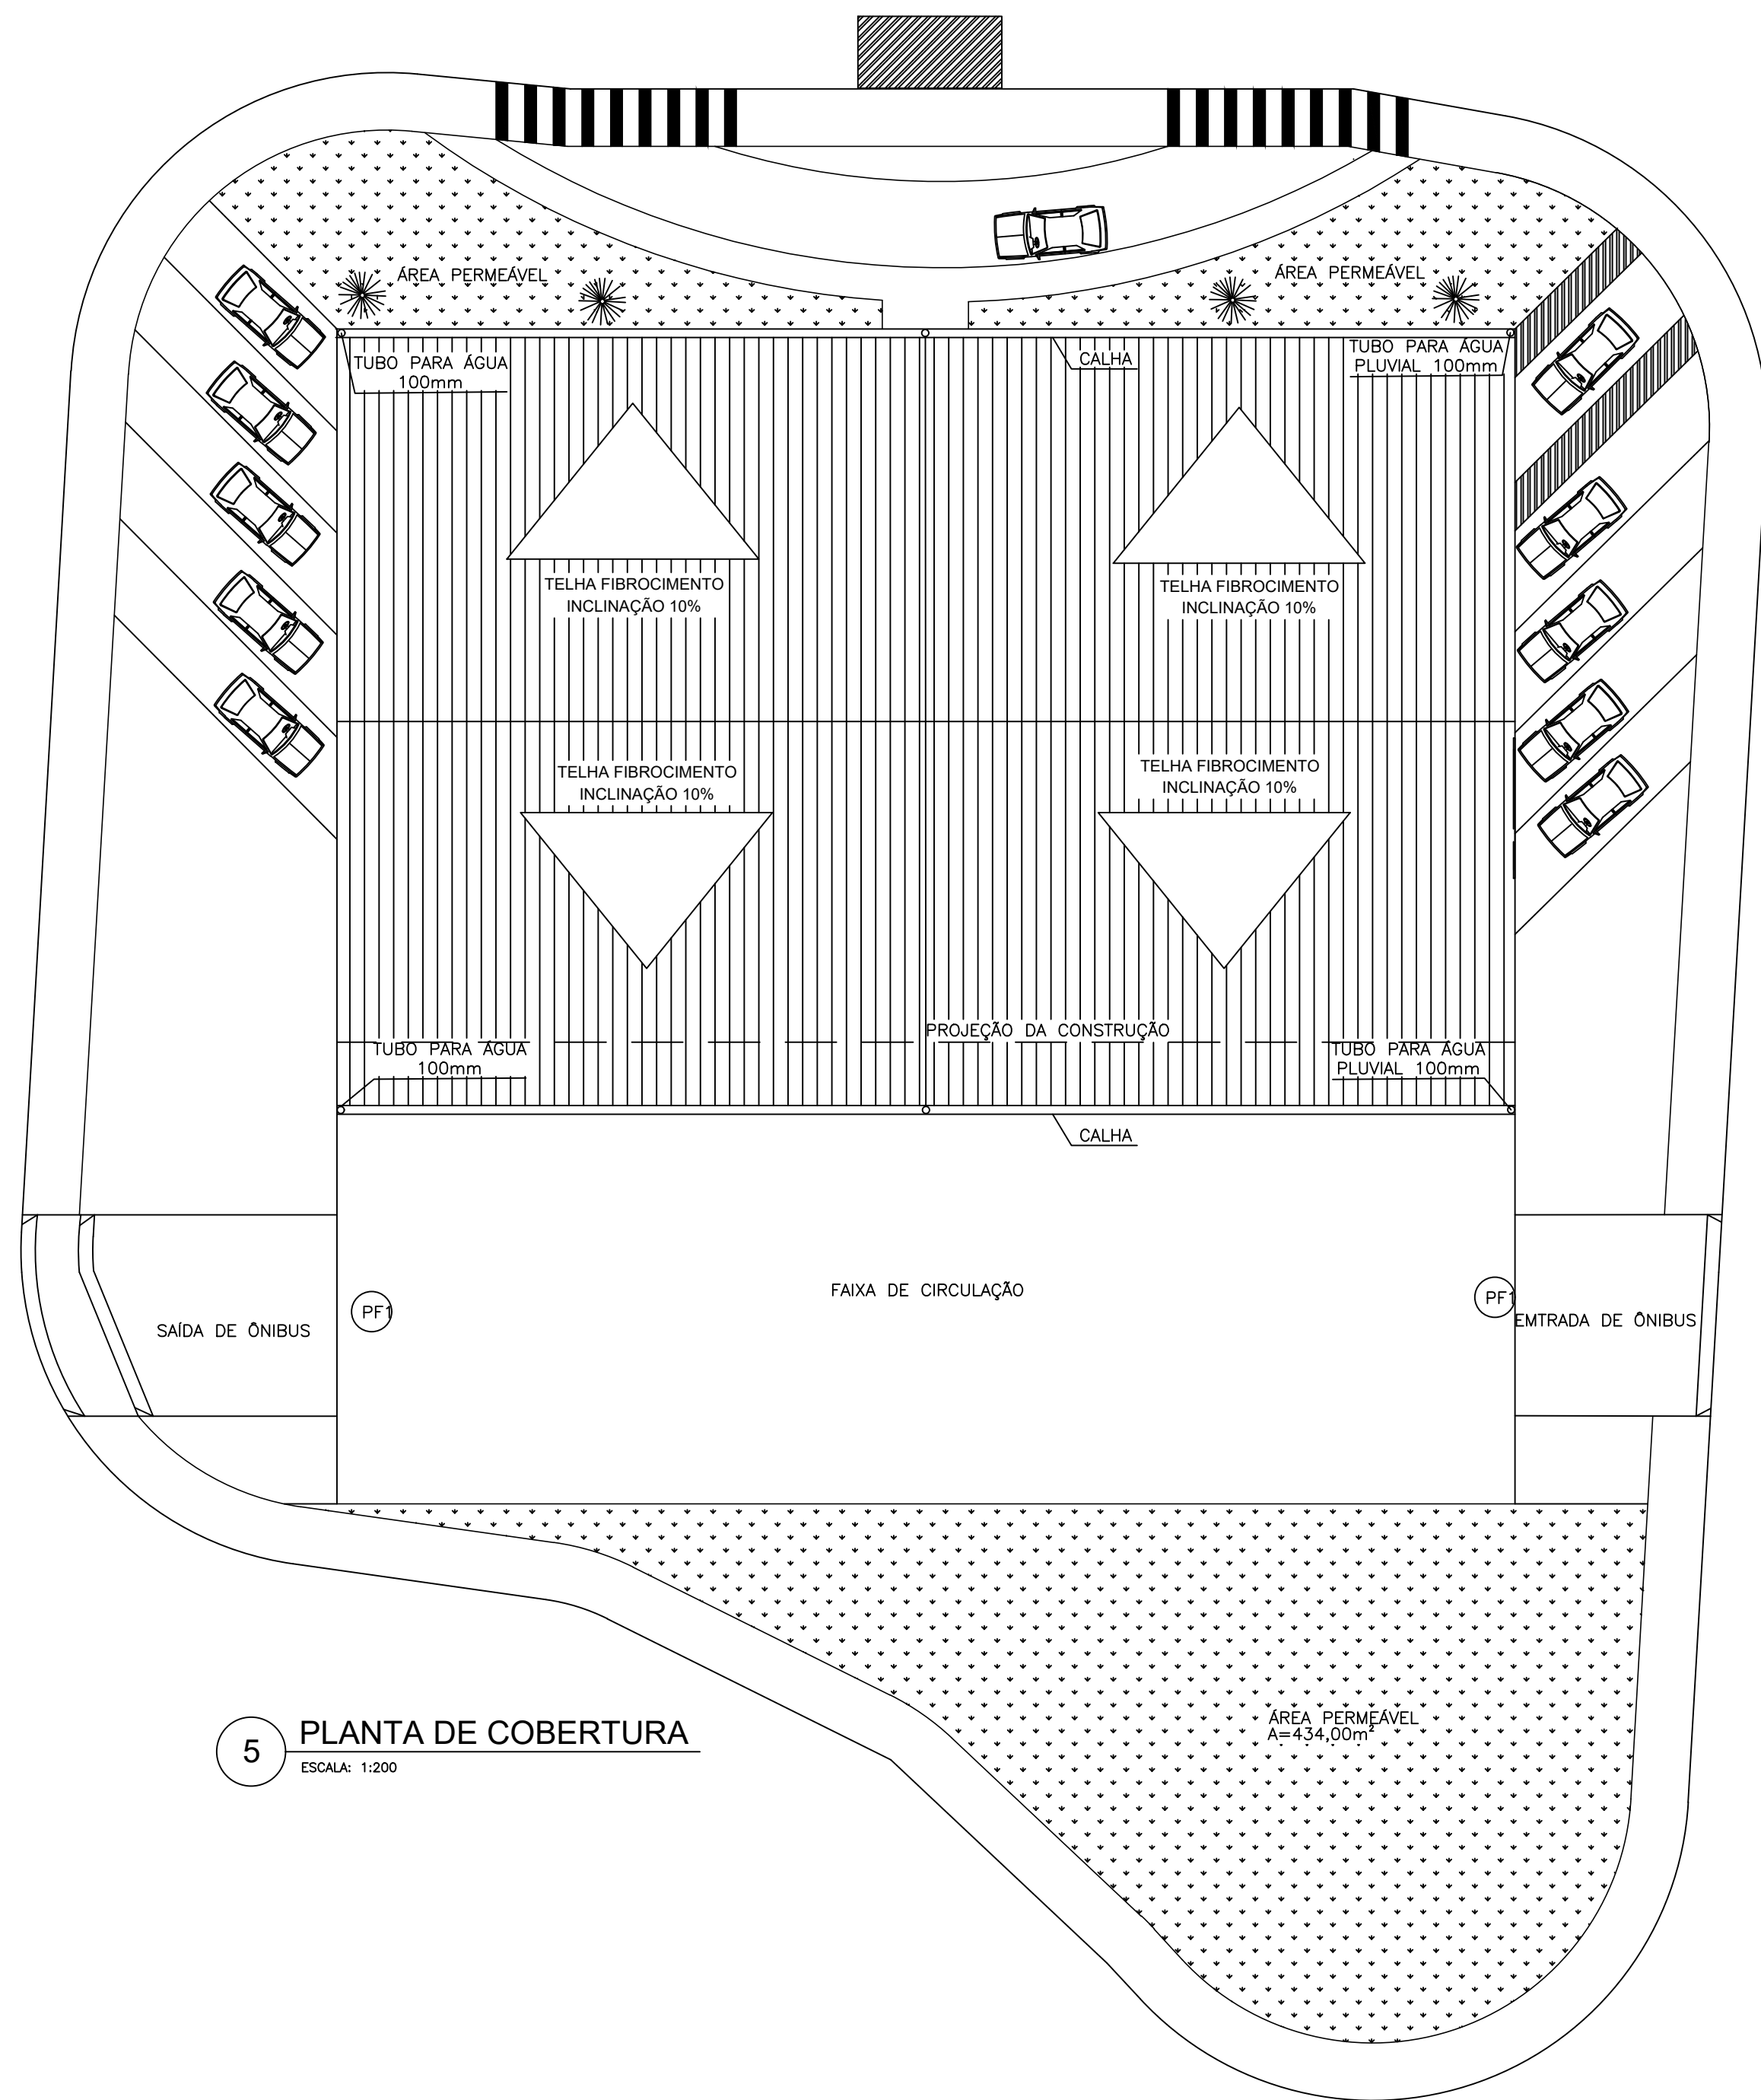 ÁREA PERMEÁVEL
ÁREA PERMEÁVEL
TUBO PARA ÁGUA
100mm
CALHA
TUBO PARA ÁGUA
PLUVIAL 100mm
TELHA FIBROCIMENTO
INCLINAÇÃO 10%
TELHA FIBROCIMENTO
INCLINAÇÃO 10%
TELHA FIBROCIMENTO
INCLINAÇÃO 10%
TELHA FIBROCIMENTO
INCLINAÇÃO 10%
PROJEÇÃO DA CONSTRUÇÃO
TUBO PARA ÁGUA
100mm
TUBO PARA ÁGUA
PLUVIAL 100mm
CALHA
FAIXA DE CIRCULAÇÃO
PF1
PF1
SAÍDA DE ÔNIBUS
EMTRADA DE ÔNIBUS
ÁREA PERMEÁVEL
A=434,00m²
5
PLANTA DE COBERTURA
ESCALA: 1:200